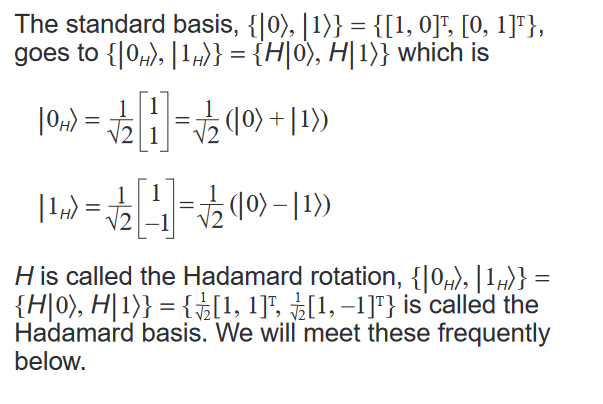 The standard basis, {|0⟩, |1⟩} = {[1, 0]ᵀ, [0, 1]ᵀ},
goes to {|0_H⟩, |1_H⟩} = {H|0⟩, H|1⟩} which is
|0_H⟩ = 1/√2 [1 1] = 1/√2 (|0⟩ + |1⟩)
|1_H⟩ = 1/√2 [1 −1] = 1/√2 (|0⟩ − |1⟩)
H is called the Hadamard rotation, {|0_H⟩, |1_H⟩} =
{H|0⟩, H|1⟩} = {1/√2[1, 1]ᵀ, 1/√2[1, −1]ᵀ} is called the
Hadamard basis. We will meet these frequently
below.